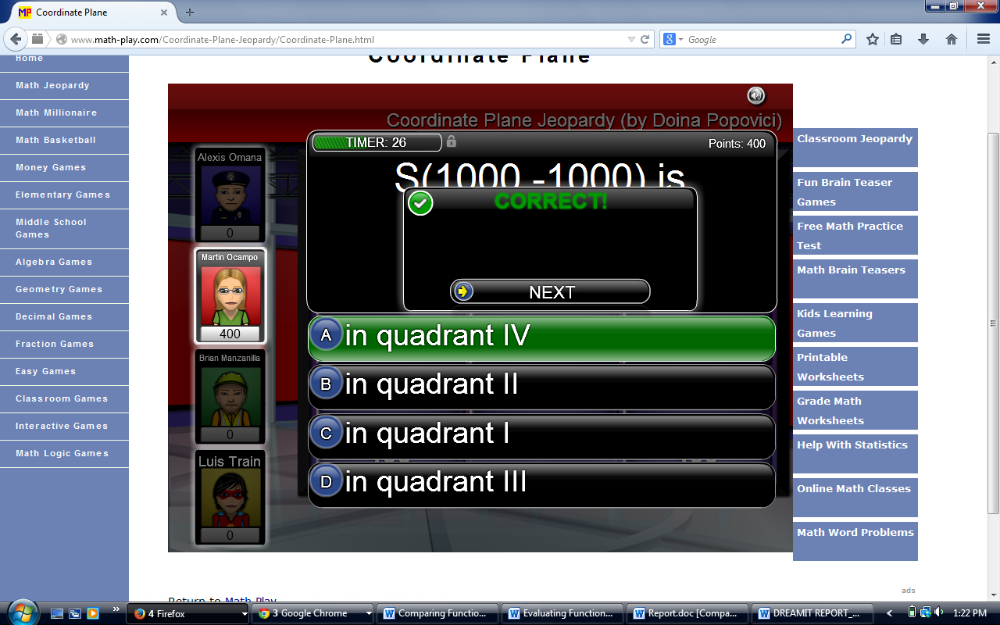 Coordinate Plane
www.math-play.com/Coordinate-Plane-Jeopardy/Coordinate-Plane.html
Google
Coordinate Plane
Home
Math Jeopardy
Math Millionaire
Math Basketball
Money Games
Elementary Games
Middle School
Games
Algebra Games
Geometry Games
Decimal Games
Fraction Games
Easy Games
Classroom Games
Interactive Games
Math Logic Games
Coordinate Plane Jeopardy (by Doina Popovici)
Alexis Omana
0
Martin Ocampo
400
Brian Manzanilla
0
Luis Train
0
TIMER: 26
Points: 400
S(1000,-1000) is
CORRECT!
NEXT
A in quadrant IV
B in quadrant II
C in quadrant I
D in quadrant III
Classroom Jeopardy
Fun Brain Teaser
Games
Free Math Practice
Test
Math Brain Teasers
Kids Learning
Games
Printable
Worksheets
Grade Math
Worksheets
Help With Statistics
Online Math Classes
Math Word Problems
ads
Return to Math Play
4 Firefox
3 Google Chrome
Comparing Functio...
Evaluating Function...
Report.doc [Compa...
DREAMIT REPORT_...
1:22 PM